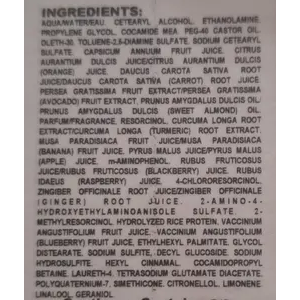 INGREDIENTS:
AQUA/WATER/EAU, CETEARYL ALCOHOL, ETHANOLAMINE,
PROPYLENE GLYCOL, COCAMIDE MEA, PEG-40 CASTOR OIL,
OLETH-30, TOLUENE-2,5-DIAMINE SULFATE, SODIUM CETEARYL
SULFATE, CAPSICUM ANNUUM FRUIT JUICE, CITRUS
AURANTIUM DULCIS JUICE/CITRUS AURANTIUM DULCIS
(ORANGE) JUICE, DAUCUS CAROTA SATIVA ROOT
JUICE/DAUCUS CAROTA SATIVA (CARROT) ROOT JUICE,
PERSEA GRATISSIMA FRUIT EXTRACT/PERSEA GRATISSIMA
(AVOCADO) FRUIT EXTRACT, PRUNUS AMYGDALUS DULCIS OIL/
PRUNUS AMYGDALUS DULCIS (SWEET ALMOND) OIL,
PARFUM/FRAGRANCE, RESORCINOL, CURCUMA LONGA ROOT
EXTRACT/CURCUMA LONGA (TURMERIC) ROOT EXTRACT,
MUSA PARADISIACA FRUIT JUICE/MUSA PARADISIACA
(BANANA) FRUIT JUICE, PYRUS MALUS JUICE/PYRUS MALUS
(APPLE) JUICE, m-AMINOPHENOL, RUBUS FRUTICOSUS
JUICE/RUBUS FRUTICOSUS (BLACKBERRY) JUICE, RUBUS
IDAEUS (RASPBERRY) JUICE, 4-CHLORORESORCINOL,
ZINGIBER OFFICINALE ROOT JUICE/ZINGIBER OFFICINALE
(GINGER) ROOT JUICE, 2-AMINO-4-
HYDROXYETHYLAMINOANISOLE SULFATE, 2-
METHYLRESORCINOL, HYDROLYZED RICE PROTEIN, VACCINIUM
ANGUSTIFOLIUM FRUIT JUICE, VACCINIUM ANGUSTIFOLIUM
(BLUEBERRY) FRUIT JUICE, ETHYLHEXYL PALMITATE, GLYCOL
DISTEARATE, SODIUM SULFITE, DECYL GLUCOSIDE, SODIUM
HYDROSULFITE, HEXYL CINNAMAL, COCAMIDOPROPYL
BETAINE, LAURETH-4, TETRASODIUM GLUTAMATE DIACETATE,
POLYQUATERNIUM-7, SIMETHICONE, CITRONELLOL, LIMONENE,
LINALOOL, GERANIOL